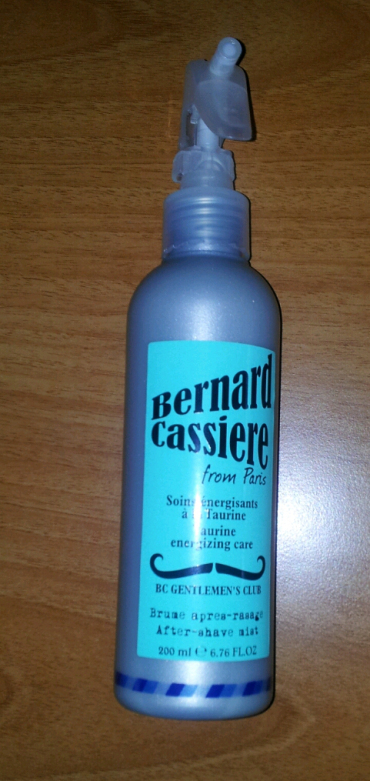 Bernard
Cassiere
from Paris
Soins énergisants
à la Taurine
Taurine
energizing care
BC GENTLEMEN'S CLUB
Brume apres-rasage
After-shave mist
200 ml ℮ 6.76 FL.OZ